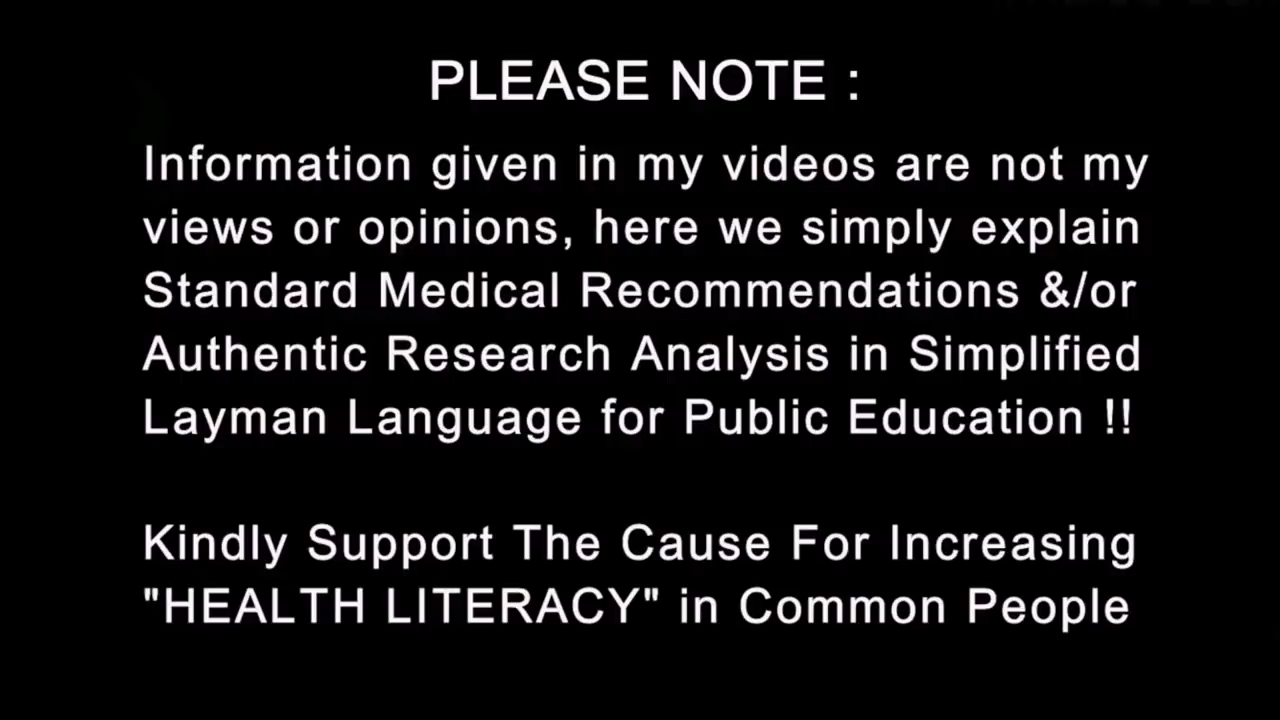 PLEASE NOTE :
Information given in my videos are not my
views or opinions, here we simply explain
Standard Medical Recommendations &/or
Authentic Research Analysis in Simplified
Layman Language for Public Education !!
Kindly Support The Cause For Increasing
"HEALTH LITERACY" in Common People